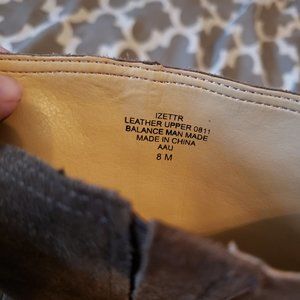 IZETTR
LEATHER UPPER 0811
BALANCE MAN MADE
MADE IN CHINA
AAU
8 M